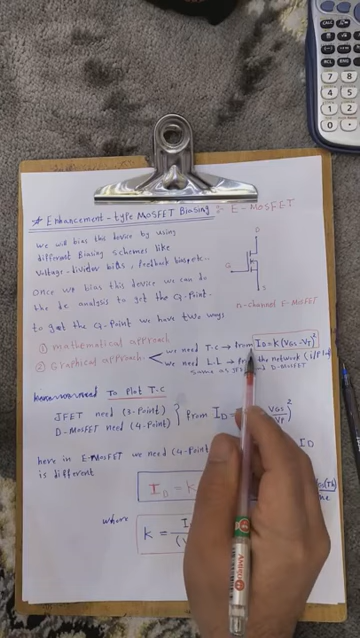 # Enhancement-type MOSFET Biasing :- E-MOSFET
we will bias this device by using
different Biasing schemes like
Voltage-divider bias, feedback bias, etc..
Once we bias this device we can do
the dc analysis to get the Q-Point.
to get the Q-Point we have two ways
D
G
S
n-channel E-MOSFET
① mathematical approach
② Graphical approach
we need T.C → from ID=K(VGS-VT)²
we need L.L → from the network (i/p
same as JFET D-MOSFET
To Plot T.C
JFET need (3-Point)
D-MOSFET need (4-Point)
From I
VGS
VP
)²
here in E-MOSFET we need (4-Point
ID
is different
ID = K
where
K =